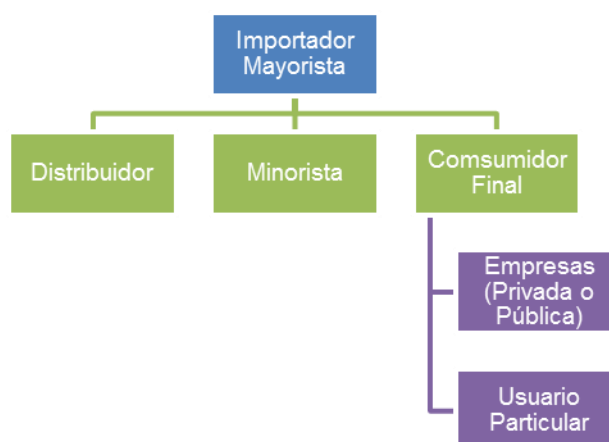 Importador
Mayorista
Distribuidor
Minorista
Comsumidor
Final
Empresas
(Privada o
Pública)
Usuario
Particular